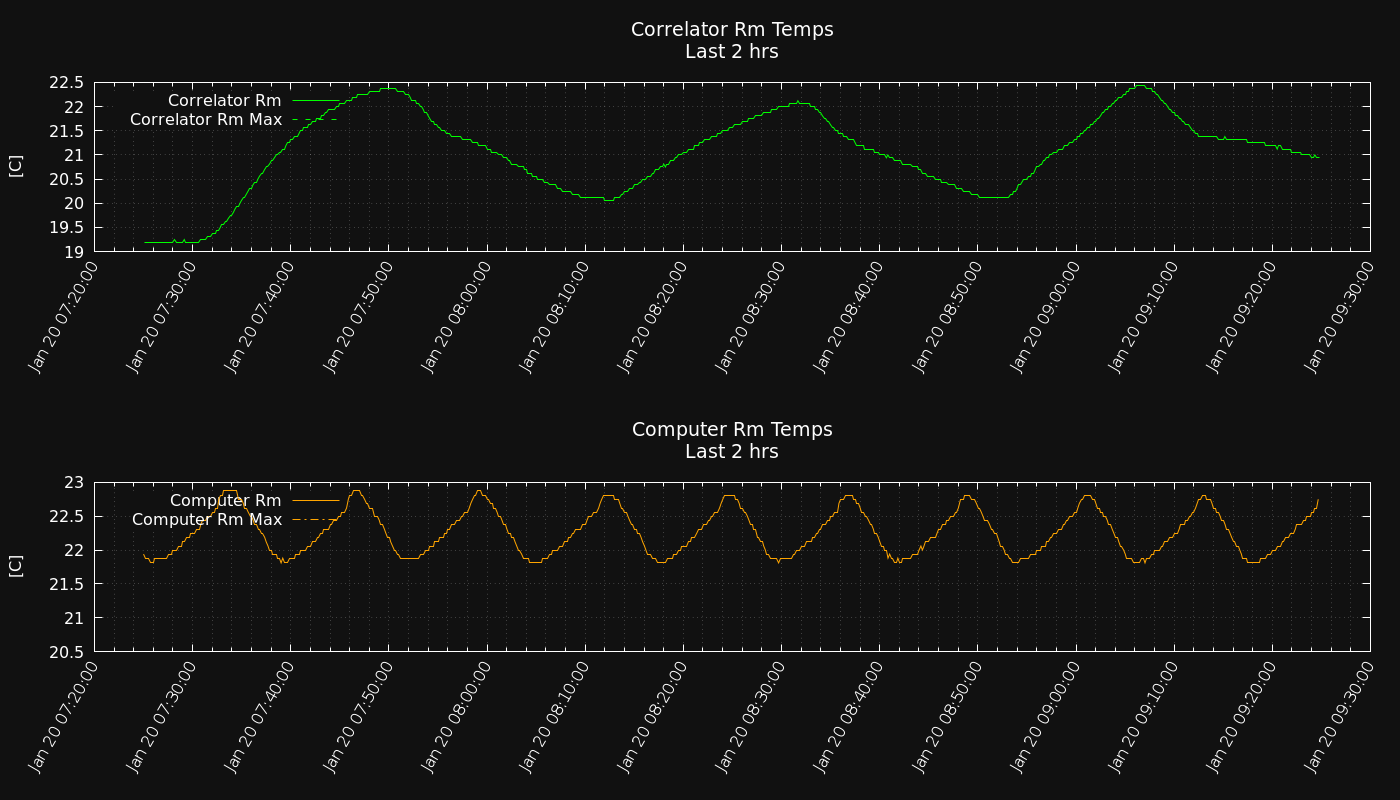 Correlator Rm Temps
Last 2 hrs
22.5
22
21.5
21
20.5
20
19.5
19
[C]
Correlator Rm
Correlator Rm Max
Jan 20 07:20:00
Jan 20 07:30:00
Jan 20 07:40:00
Jan 20 07:50:00
Jan 20 08:00:00
Jan 20 08:10:00
Jan 20 08:20:00
Jan 20 08:30:00
Jan 20 08:40:00
Jan 20 08:50:00
Jan 20 09:00:00
Jan 20 09:10:00
Jan 20 09:20:00
Jan 20 09:30:00
Computer Rm Temps
Last 2 hrs
23
22.5
22
21.5
21
20.5
[C]
Computer Rm
Computer Rm Max
Jan 20 07:20:00
Jan 20 07:30:00
Jan 20 07:40:00
Jan 20 07:50:00
Jan 20 08:00:00
Jan 20 08:10:00
Jan 20 08:20:00
Jan 20 08:30:00
Jan 20 08:40:00
Jan 20 08:50:00
Jan 20 09:00:00
Jan 20 09:10:00
Jan 20 09:20:00
Jan 20 09:30:00